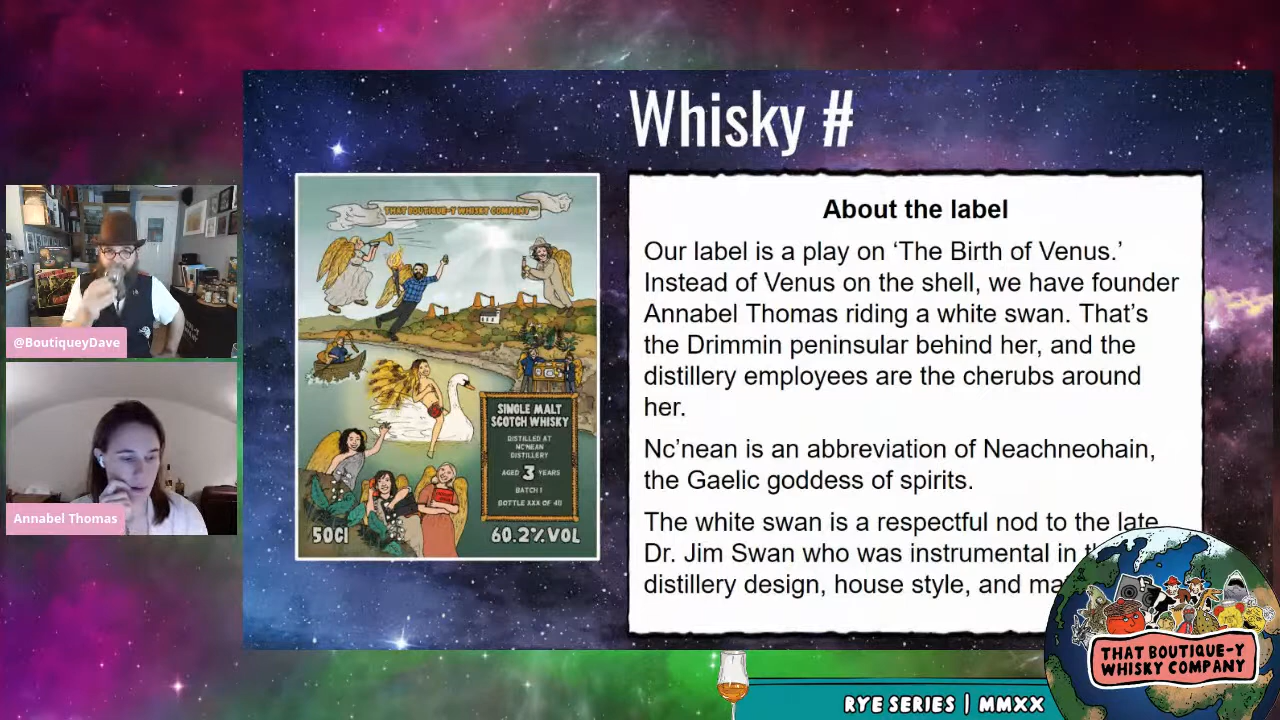 Whisky #
THAT BOUTIQUE-Y WHISKY COMPANY
SINGLE MALT
SCOTCH WHISKY
DISTILLED AT
NC'NEAN
DISTILLERY
AGED 3 YEARS
BATCH 1
BOTTLE XXX OF 411
50Cl
60.2% VOL
About the label
Our label is a play on ‘The Birth of Venus.’
Instead of Venus on the shell, we have founder
Annabel Thomas riding a white swan. That’s
the Drimmin peninsular behind her, and the
distillery employees are the cherubs around
her.
Nc’nean is an abbreviation of Neachneohain,
the Gaelic goddess of spirits.
The white swan is a respectful nod to the late
Dr. Jim Swan who was instrumental in
distillery design, house style, and
@BoutiqueyDave
Annabel Thomas
THAT BOUTIQUE-Y
WHISKY COMPANY
RYE SERIES | MMXX